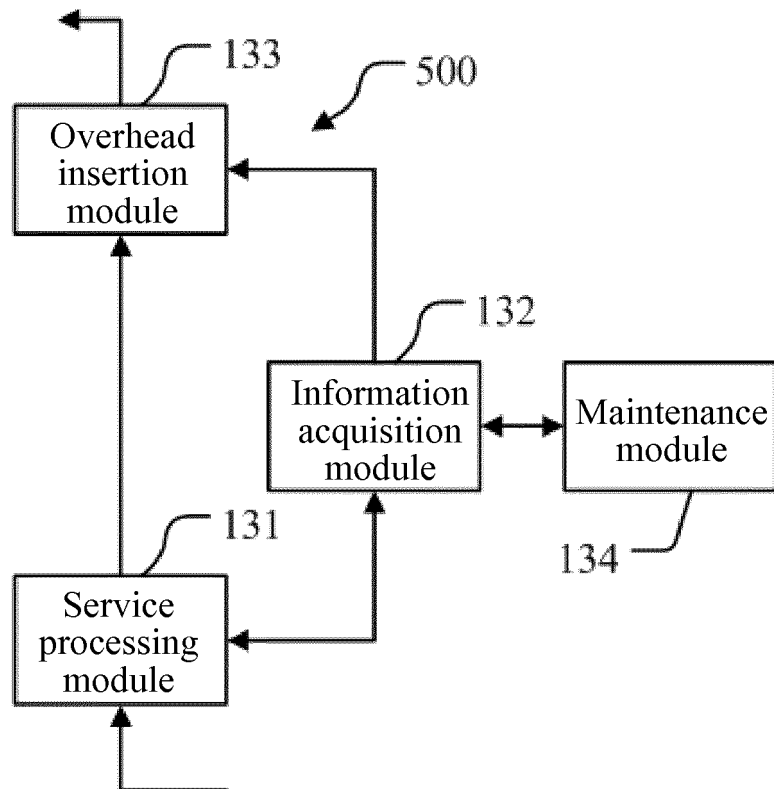 133
500
Overhead
insertion
module
132
Information
acquisition
module
Maintenance
module
134
131
Service
processing
module